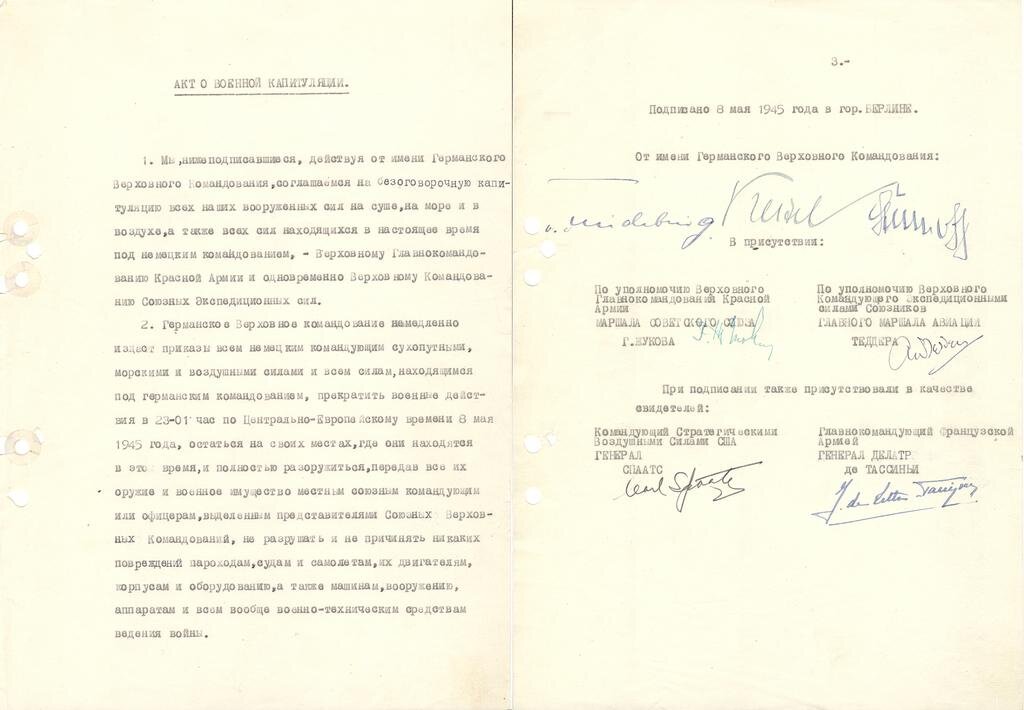 АКТ О ВОЕННОЙ КАПИТУЛЯЦИИ.
1. Мы,нижеподписавшиеся, действуя от имени Германского
Верховного Командования,соглашаемся на безоговорочную капи-
туляцию всех наших вооруженных сил на суше,на море и в
воздухе,а также всех сил находящихся в настоящее время
под немецким командованием, - Верховному Главнокомандо-
ванию Красной Армии и одновременно Верховному Командова-
нию Союзных Экспедиционных сил.
2. Германское Верховное командование немедленно
издаст приказы всем немецким командующим сухопутными,
морскими и воздушными силами и всем силам,находящимся
под германским командованием, прекратить военные дейст-
вия в 23-01 час по Центрально-Европейскому времени 8 мая
1945 года, остаться на своих местах,где они находятся
в это время,и полностью разоружиться,передав все их
оружие и военное имущество местным союзным командующим
или офицерам,выделенным представителями Союзных Верхов-
ных Командований, не разрушать и не причинять никаких
повреждений пароходам,судам и самолетам,их двигателям,
корпусам и оборудованию,а также машинам,вооружению,
аппаратам и всем вообще военно-техническим средствам
ведения войны.
3.-
Подписано 8 мая 1945 года в гор.БЕРЛИНЕ.
От имени Германского Верховного Командования:
Keitel
В присутствии:
По уполномочию Верховного
Главнокомандования Красной
Армии
МАРШАЛА СОВЕТСКОГО СОЮЗА
Г.ЖУКОВА
По уполномочию Верховного
Командующего Экспедиционными
силами Союзников
ГЛАВНОГО МАРШАЛА АВИАЦИИ
ТЕДДЕРА
При подписании также присутствовали в качестве
свидетелей:
Командующий Стратегическими
Воздушными Силами США
ГЕНЕРАЛ
СПААТС
Carl Spaatz
Главнокомандующий Французской
Армией
ГЕНЕРАЛ ДЕЛАТР
де ТАССИНЬИ
J. de Lattre Tassigny